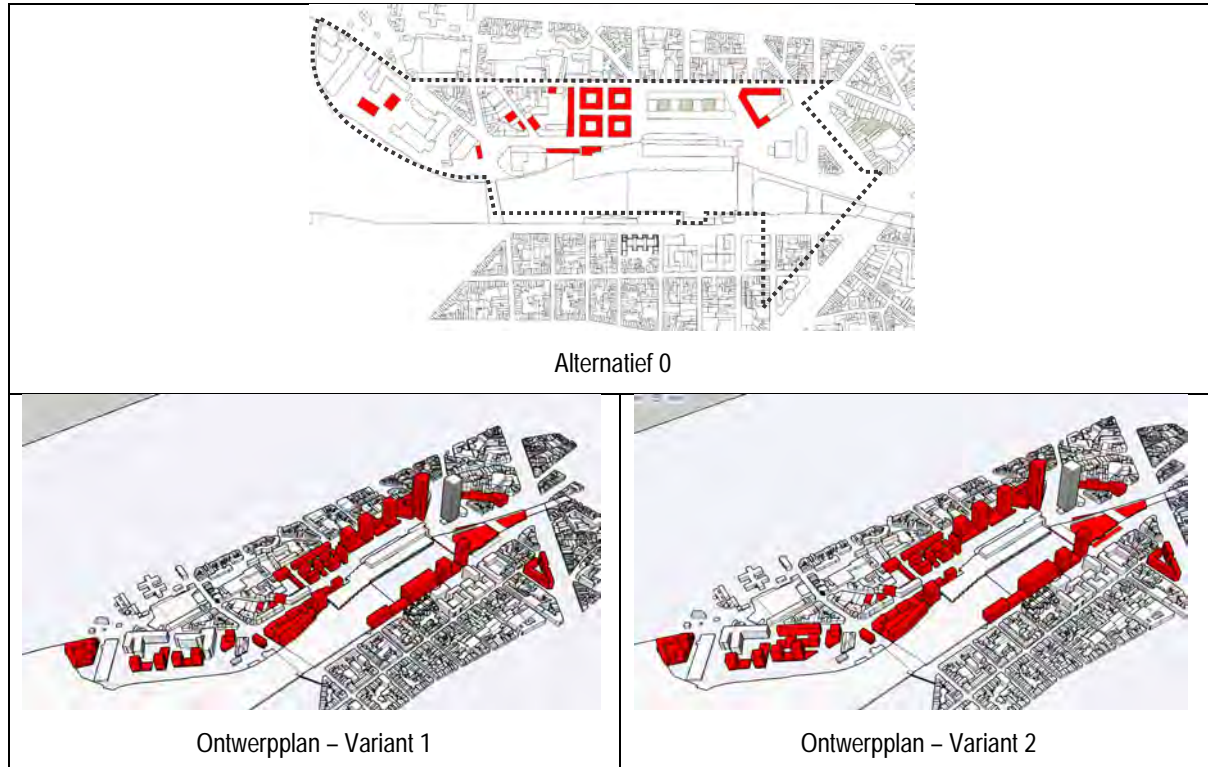 Alternatief 0
Ontwerpplan – Variant 1
Ontwerpplan – Variant 2